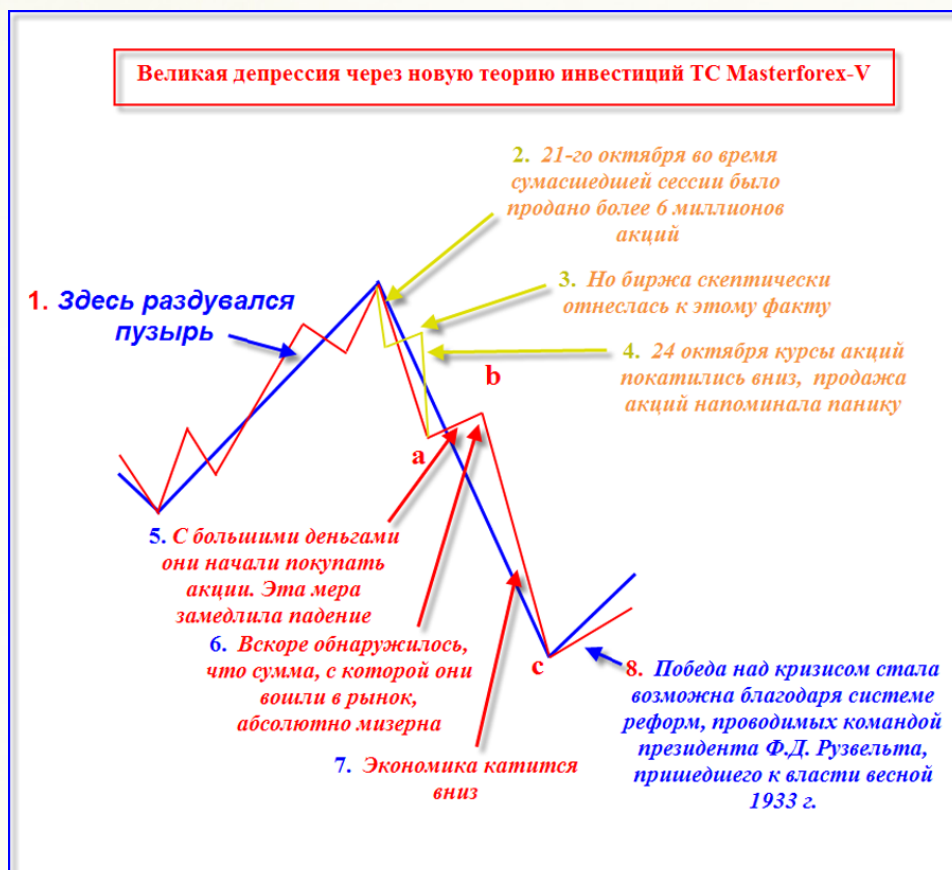 Великая депрессия через новую теорию инвестиций ТС Masterforex-V
2. 21-го октября во время
сумасшедшей сессии было
продано более 6 миллионов
акций
1. Здесь раздувался
пузырь
3. Но биржа скептически
отнеслась к этому факту
4. 24 октября курсы акций
покатились вниз, продажа
акций напоминала панику
b
a
5. С большими деньгами
они начали покупать
акции. Эта мера
замедлила падение
6. Вскоре обнаружилось,
что сумма, с которой они
вошли в рынок,
абсолютно мизерна
c
7. Экономика катится
вниз
8. Победа над кризисом стала
возможна благодаря системе
реформ, проводимых командой
президента Ф.Д. Рузвельта,
пришедшего к власти весной
1933 г.